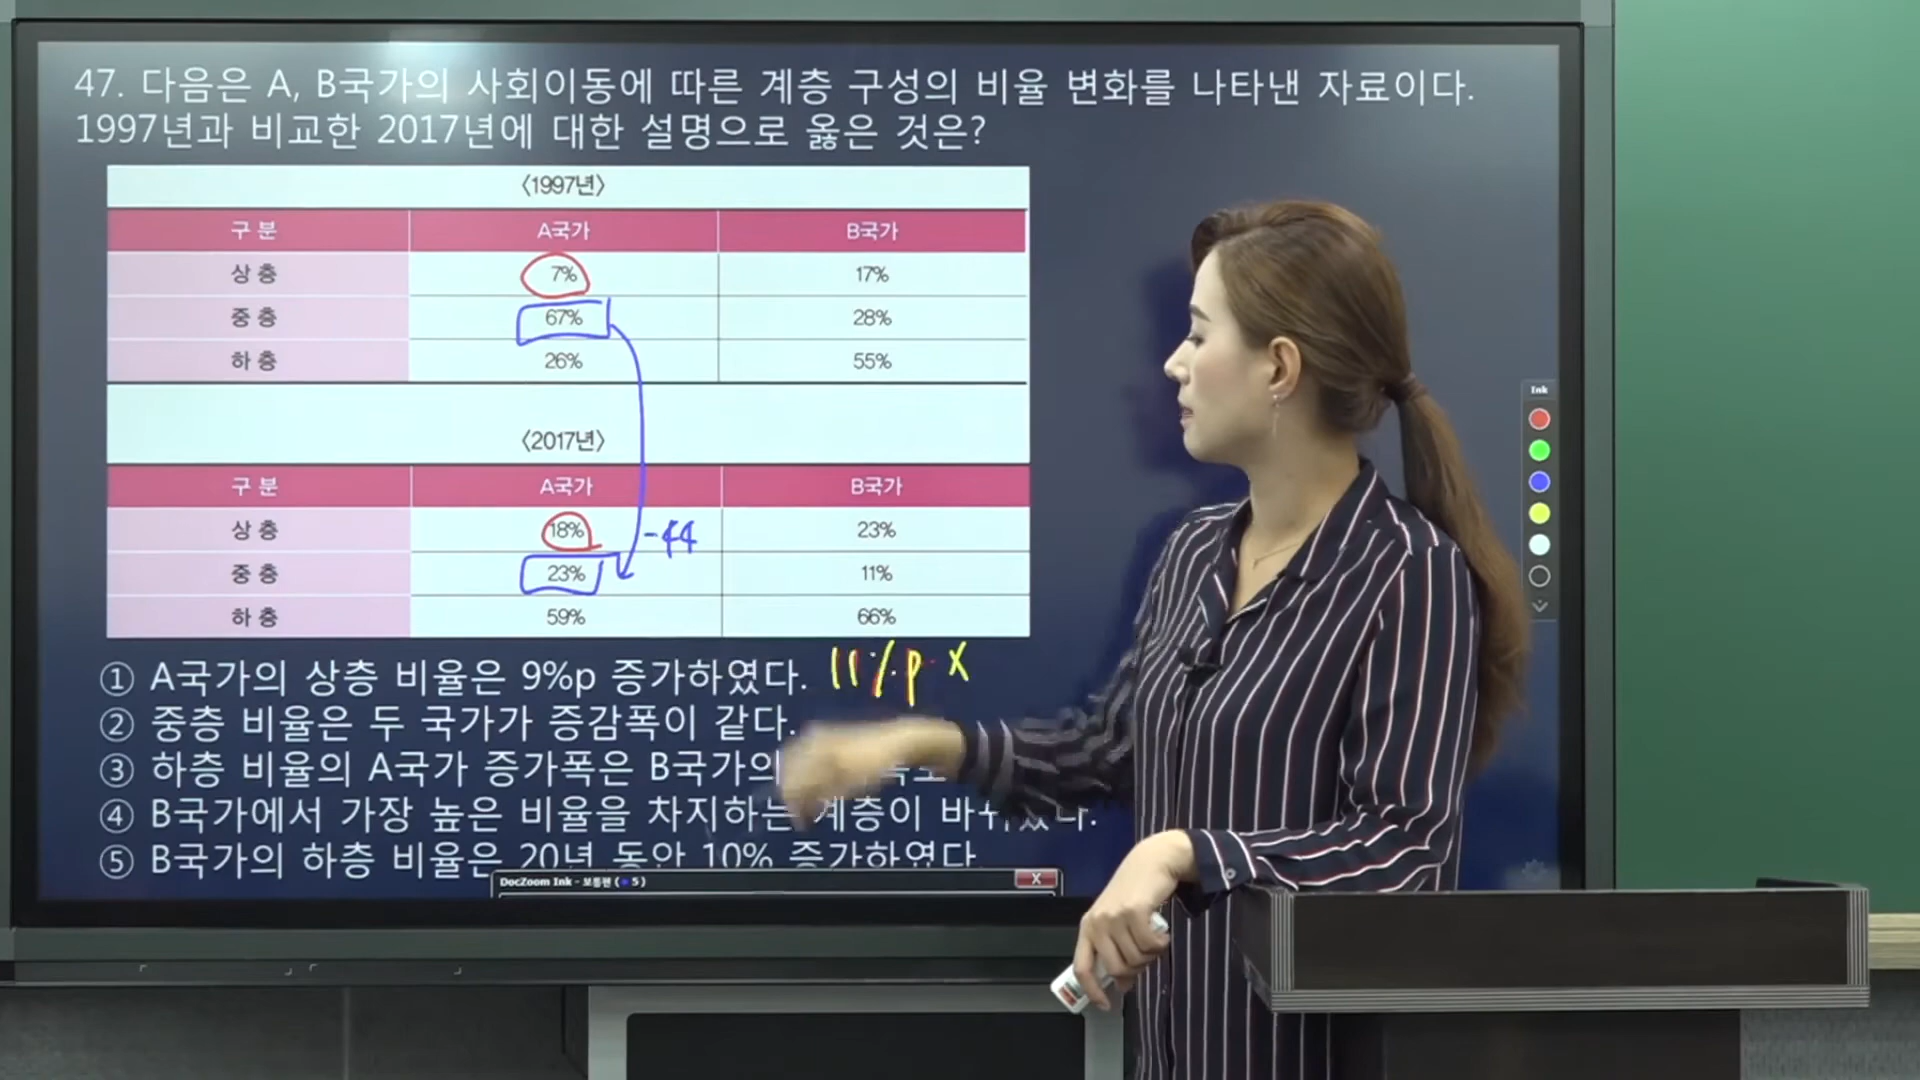 47. 다음은 A, B국가의 사회이동에 따른 계층 구성의 비율 변화를 나타낸 자료이다.
1997년과 비교한 2017년에 대한 설명으로 옳은 것은?
〈1997년〉
구 분 A국가 B국가
상 층 7% 17%
중 층 67% 28%
하 층 26% 55%
〈2017년〉
구 분 A국가 B국가
상 층 18% 23%
-44
중 층 23% 11%
하 층 59% 66%
① A국가의 상층 비율은 9%p 증가하였다. 11%p x
② 중층 비율은 두 국가가 증감폭이 같다.
③ 하층 비율의 A국가 증가폭은 B국가의
④ B국가에서 가장 높은 비율을 차지하는 계층이 바뀌었다.
⑤ B국가의 하층 비율은 20년 동안 10% 증가하였다.
DocZoom Ink - 보통펜 ( 5 )
X
Ink